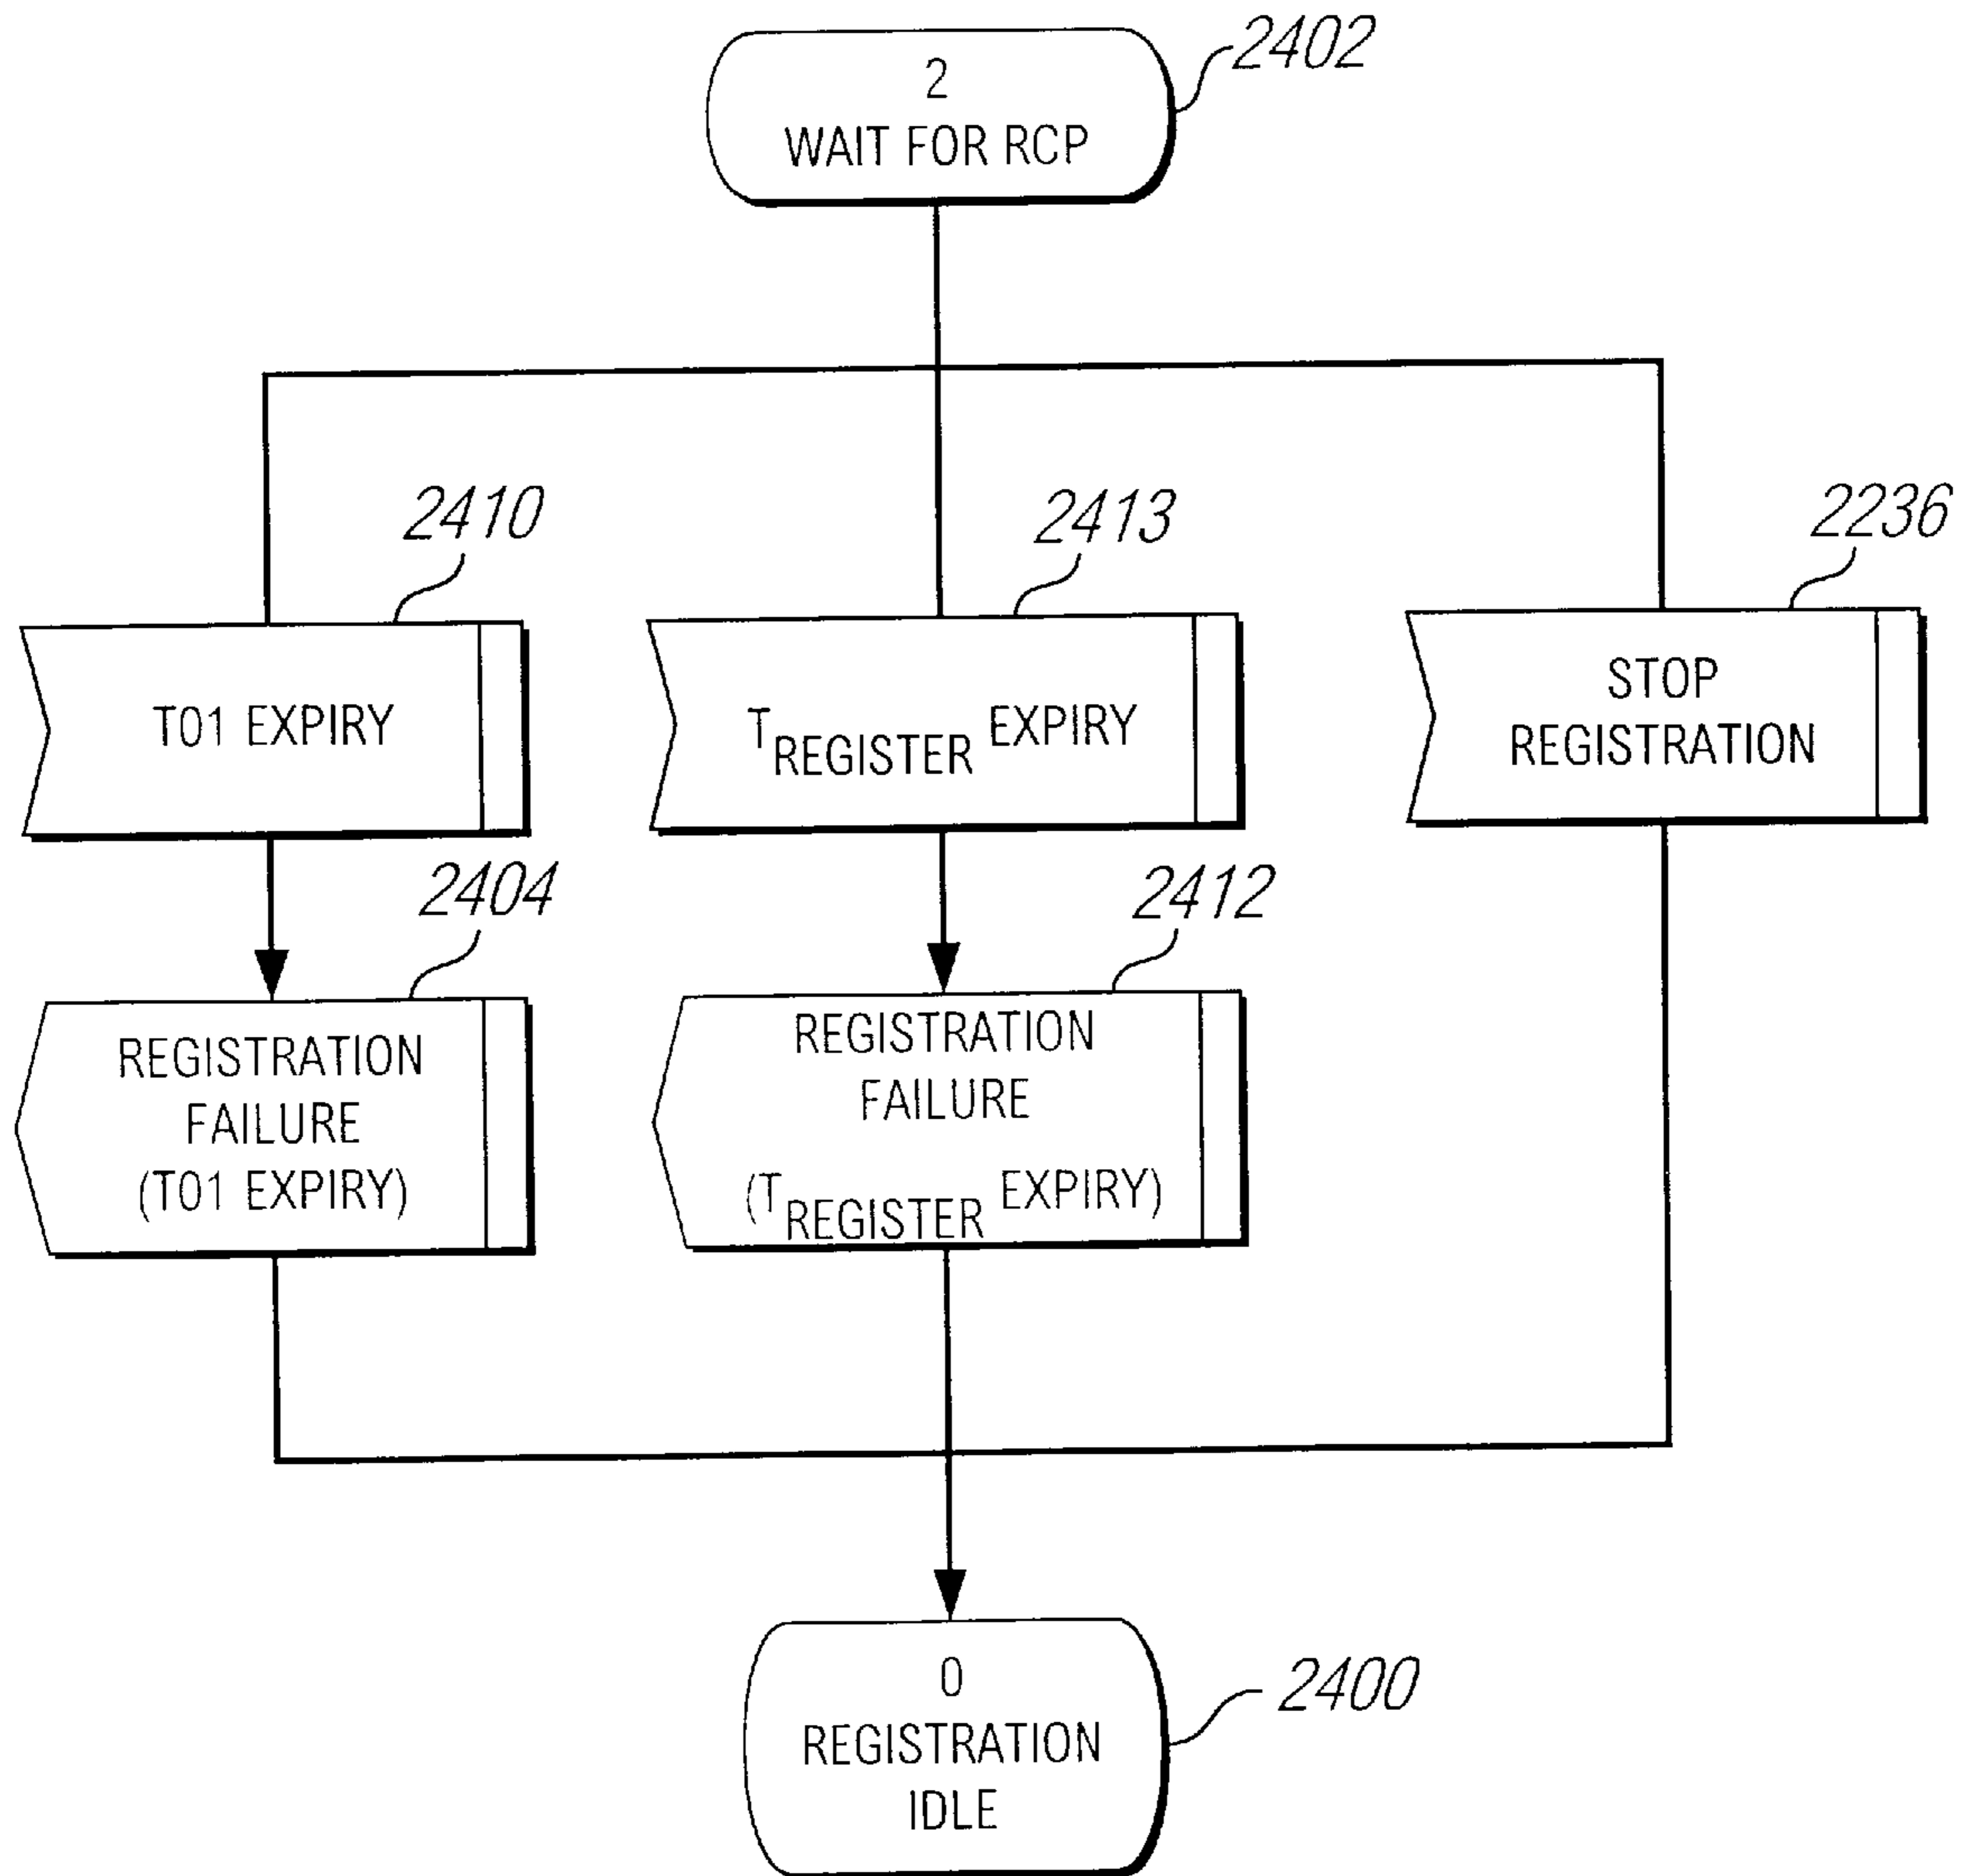 2402
2
WAIT FOR RCP
2410
2413
2236
T01 EXPIRY
TREGISTER EXPIRY
STOP
REGISTRATION
2404
2412
REGISTRATION
FAILURE
(T01 EXPIRY)
REGISTRATION
FAILURE
(TREGISTER EXPIRY)
0
REGISTRATION
IDLE
2400